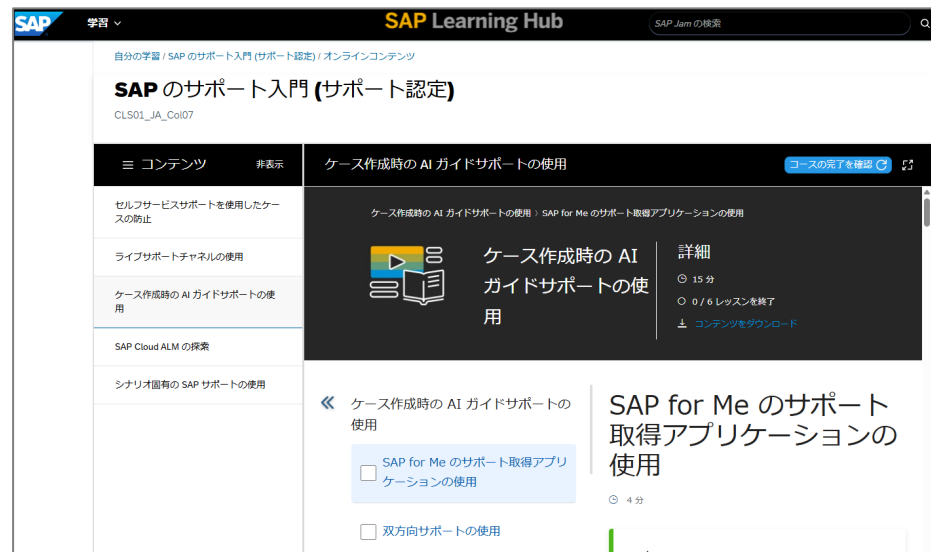 SAP
学習
SAP Learning Hub
SAP Jam の検索
自分の学習 / SAP のサポート入門 (サポート認定) / オンラインコンテンツ
SAP のサポート入門 (サポート認定)
CLS01_JA_Col07
コンテンツ
非表示
ケース作成時の AI ガイドサポートの使用
コースの完了を確認
セルフサービスサポートを使用したケー
スの防止
ライブサポートチャネルの使用
ケース作成時の AI ガイドサポートの使
用
SAP Cloud ALM の探索
シナリオ固有の SAP サポートの使用
ケース作成時の AI ガイドサポートの使用 › SAP for Me のサポート取得アプリケーションの使用
ケース作成時の AI
ガイドサポートの使
用
詳細
15 分
0 / 6 レッスンを終了
コンテンツをダウンロード
ケース作成時の AI ガイドサポートの
使用
SAP for Me のサポート取得アプリ
ケーションの使用
双方向サポートの使用
SAP for Me のサポート
取得アプリケーションの
使用
4 分